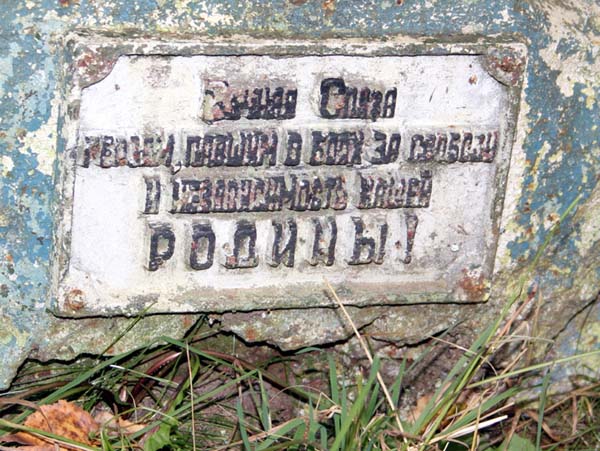 Вечная Слава
героям, павшим в боях за свободу
и независимость нашей
РОДИНЫ!